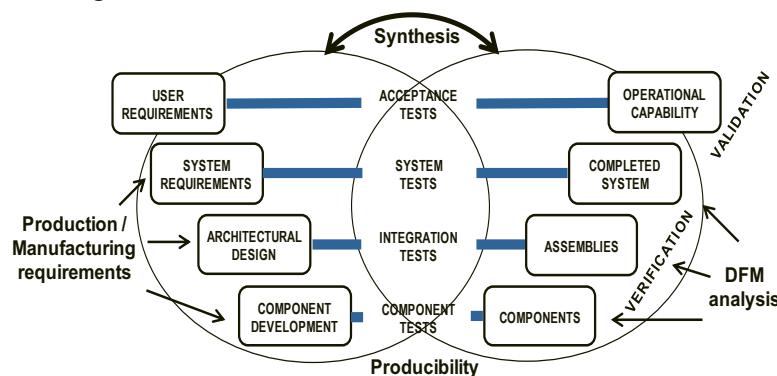 Synthesis
USER
REQUIREMENTS
ACCEPTANCE
TESTS
OPERATIONAL
CAPABILITY
VALIDATION
SYSTEM
REQUIREMENTS
SYSTEM
TESTS
COMPLETED
SYSTEM
Production /
Manufacturing
requirements
ARCHITECTURAL
DESIGN
INTEGRATION
TESTS
ASSEMBLIES
VERIFICATION
DFM
analysis
COMPONENT
DEVELOPMENT
COMPONENT
TESTS
COMPONENTS
Producibility